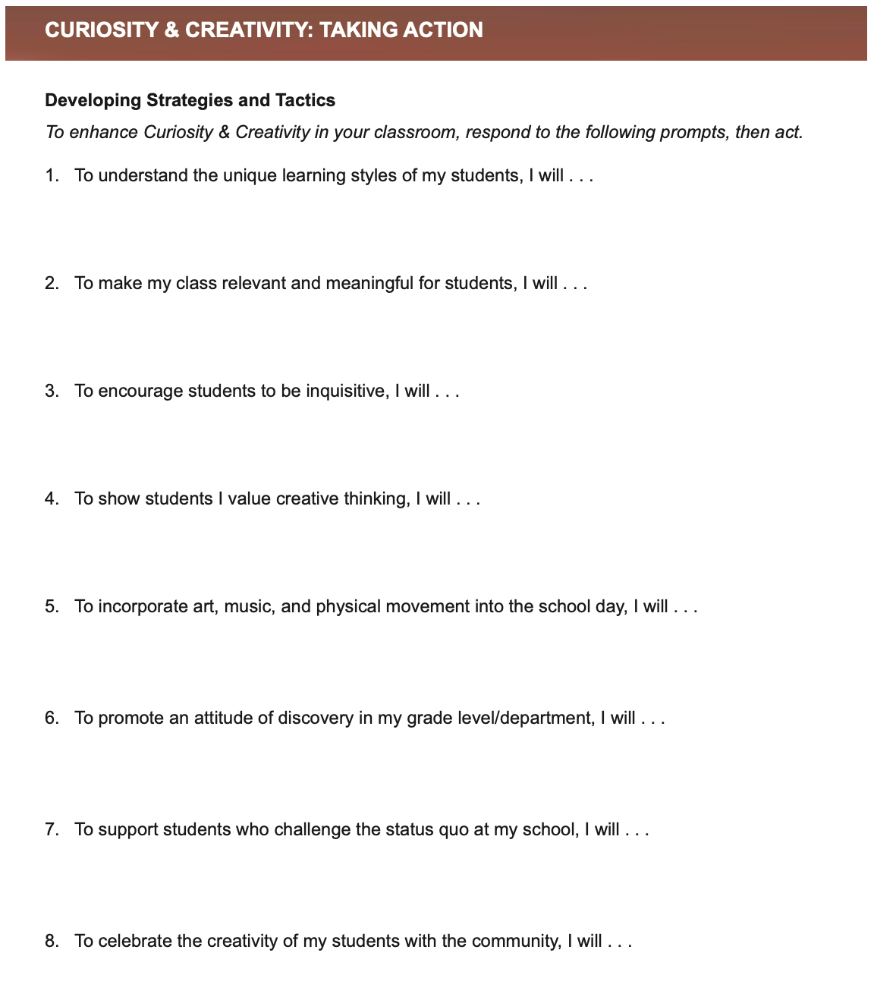 CURIOSITY & CREATIVITY: TAKING ACTION
Developing Strategies and Tactics
To enhance Curiosity & Creativity in your classroom, respond to the following prompts, then act.
1. To understand the unique learning styles of my students, I will . . .
2. To make my class relevant and meaningful for students, I will . . .
3. To encourage students to be inquisitive, I will . . .
4. To show students I value creative thinking, I will . . .
5. To incorporate art, music, and physical movement into the school day, I will . . .
6. To promote an attitude of discovery in my grade level/department, I will . . .
7. To support students who challenge the status quo at my school, I will . . .
8. To celebrate the creativity of my students with the community, I will . . .